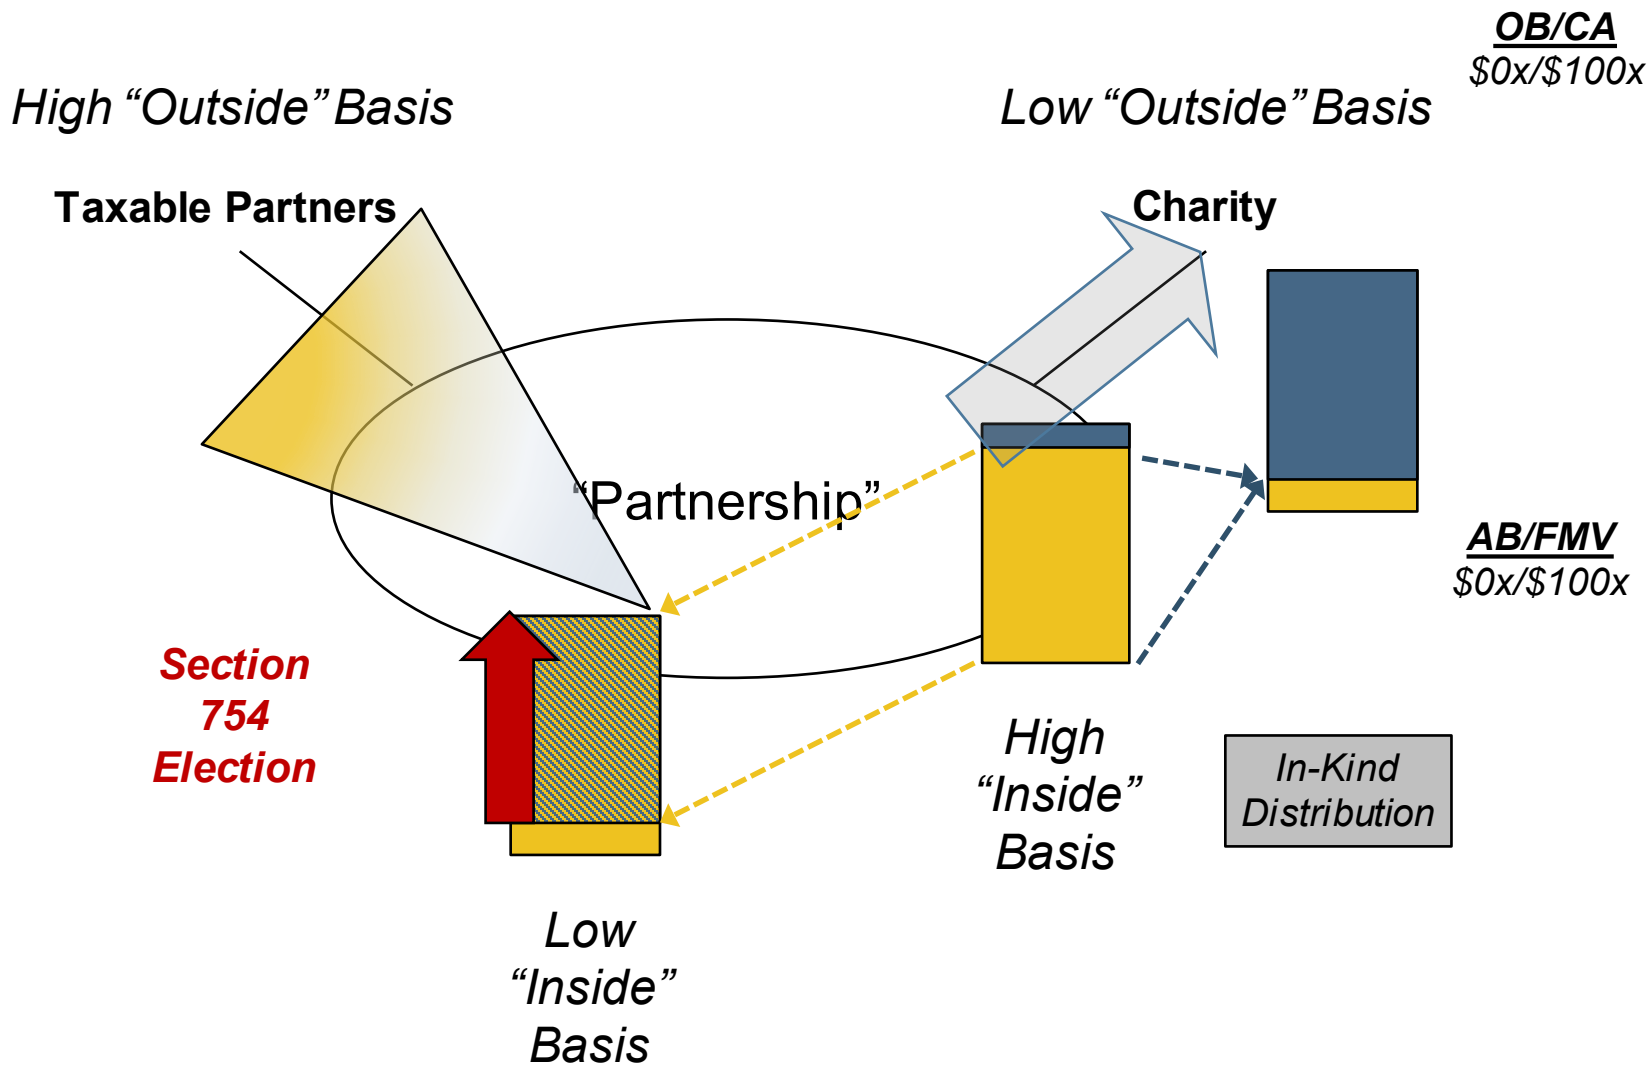 OB/CA
$0x/$100x
High “Outside” Basis
Low “Outside” Basis
Taxable Partners
Charity
“Partnership”
AB/FMV
$0x/$100x
Section
754
Election
High
“Inside”
Basis
In-Kind
Distribution
Low
“Inside”
Basis